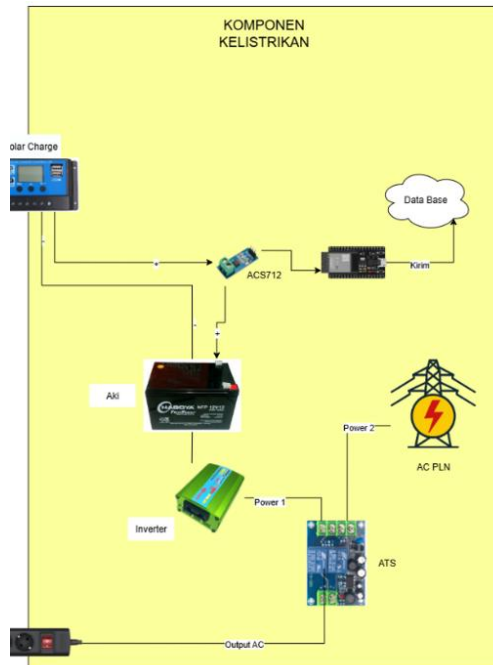 KOMPONEN
KELISTRIKAN
olar Charge
Data Base
+
-
ACS712
Kirim
-
+
Aki
Power 2
AC PLN
Power 1
Inverter
ATS
Output AC